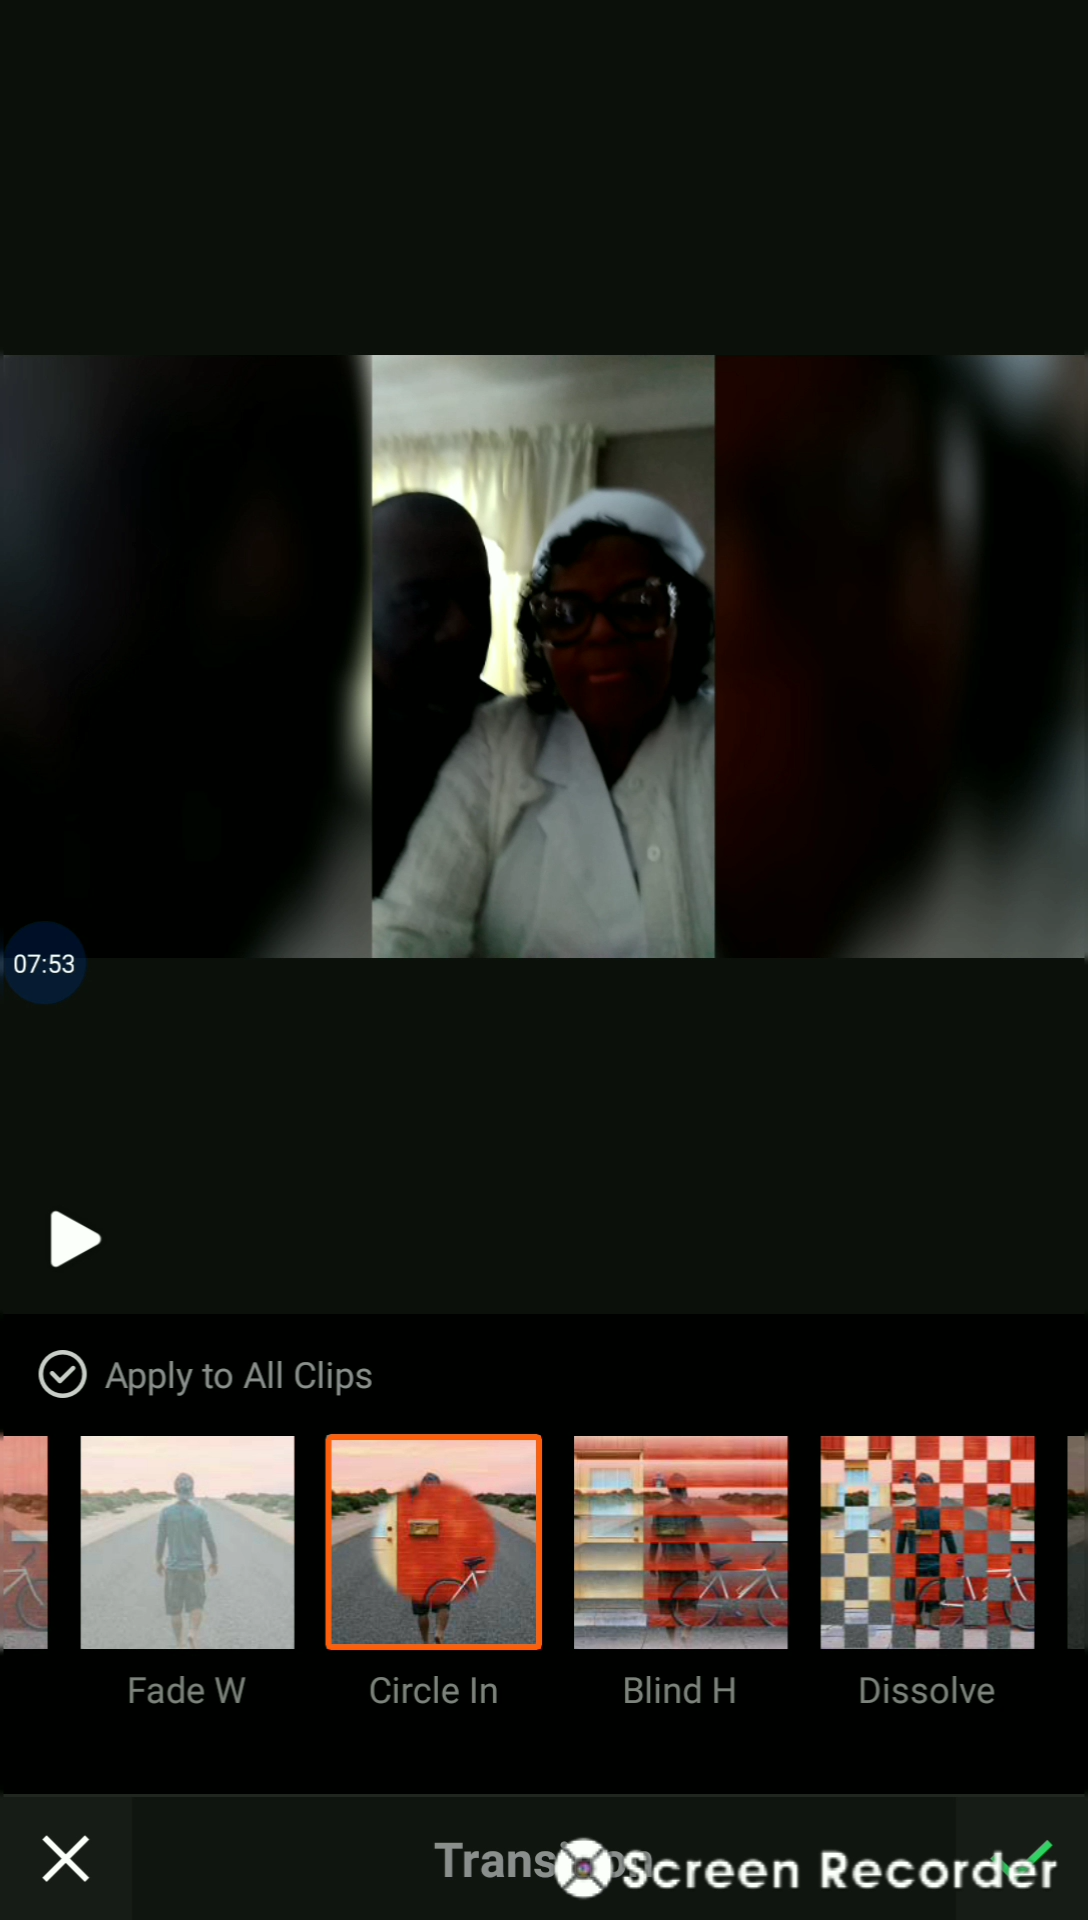 07:53
Apply to All Clips
Fade W
Circle In
Blind H
Dissolve
Screen Recorder